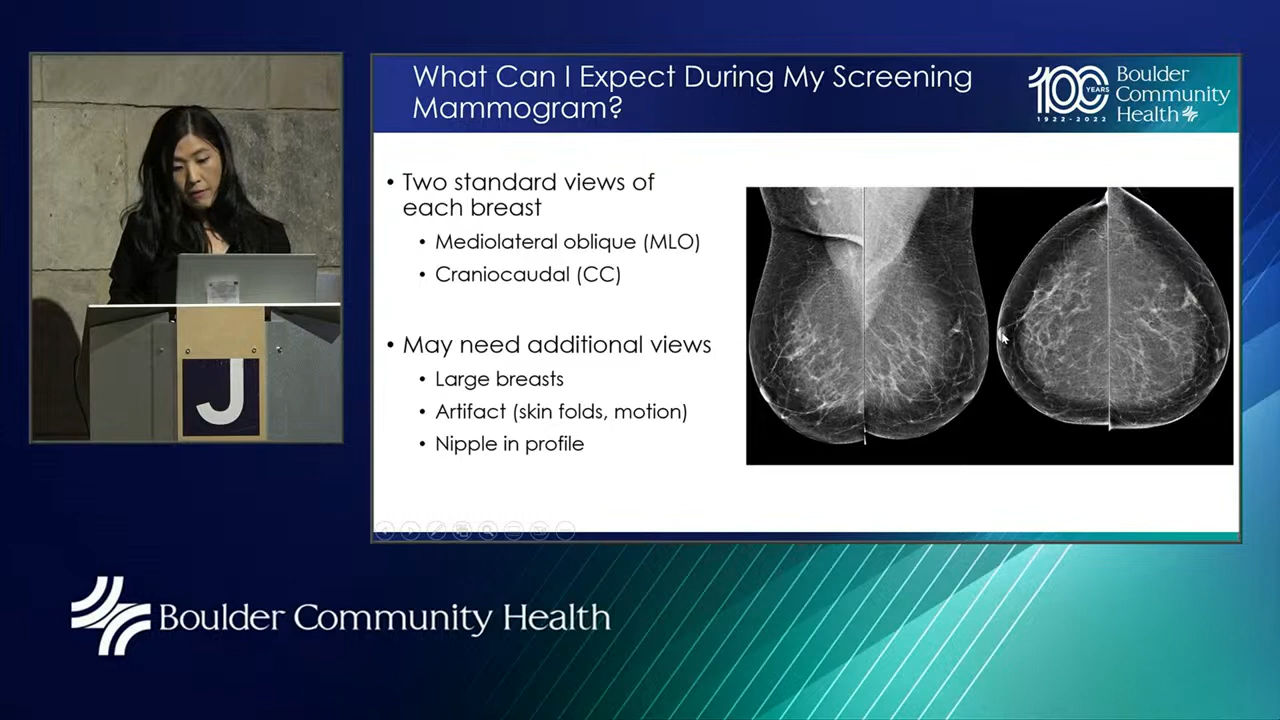 What Can I Expect During My Screening
Mammogram?
100
YEARS
1922-2022
Boulder
Community
Health
• Two standard views of
each breast
• Mediolateral oblique (MLO)
• Craniocaudal (CC)
• May need additional views
• Large breasts
• Artifact (skin folds, motion)
• Nipple in profile
J
Boulder Community Health